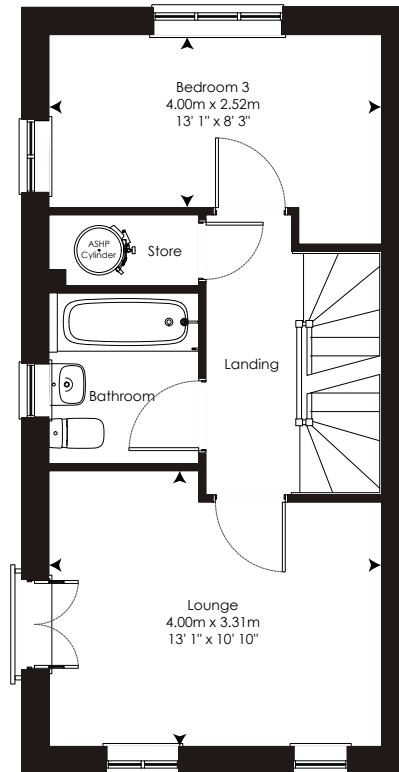 Bedroom 3
4.00m x 2.52m
13' 1" x 8' 3"
ASHP
Cylinder
Store
Landing
Bathroom
Lounge
4.00m x 3.31m
13' 1" x 10' 10"